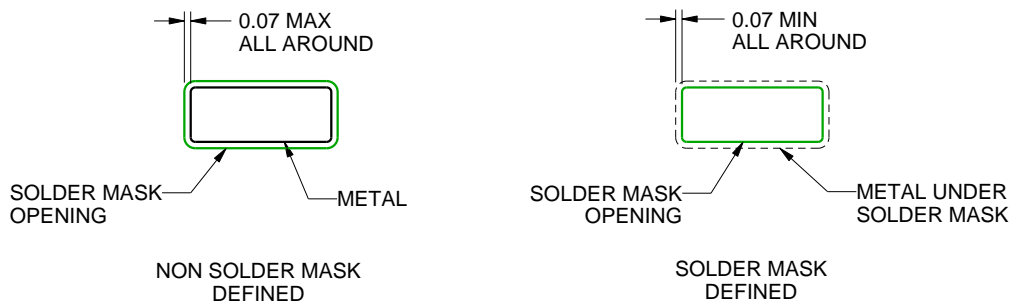 0.07 MAX
ALL AROUND
SOLDER MASK
OPENING
METAL
NON SOLDER MASK
DEFINED
0.07 MIN
ALL AROUND
SOLDER MASK
OPENING
METAL UNDER
SOLDER MASK
SOLDER MASK
DEFINED